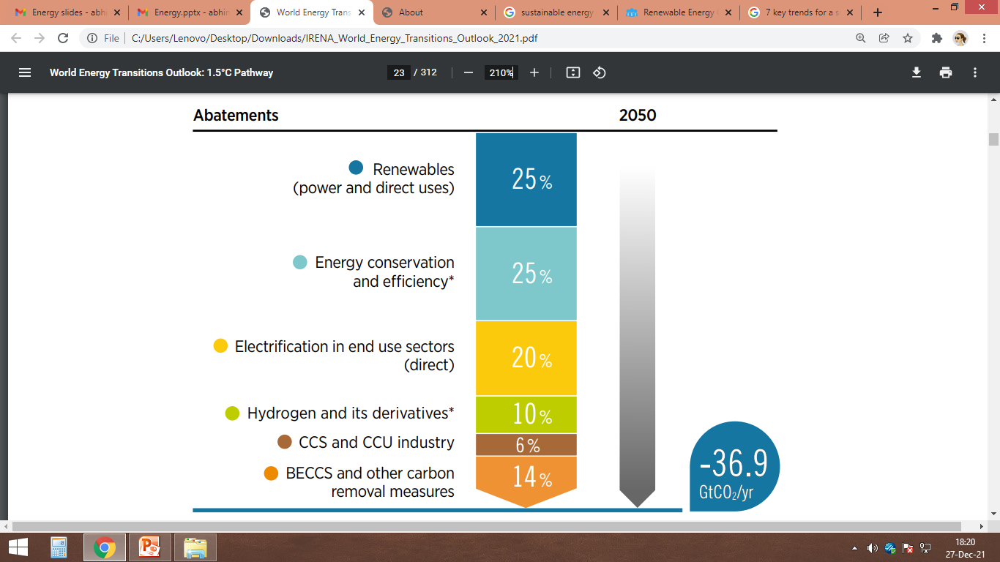 Energy slides - abhi
Energy.pptx - abhin
World Energy Trans
About
sustainable energy
Renewable Energy
7 key trends for a s
File
C:/Users/Lenovo/Desktop/Downloads/IRENA_World_Energy_Transitions_Outlook_2021.pdf
World Energy Transitions Outlook: 1.5°C Pathway
23 / 312
210%
Abatements
2050
Renewables
(power and direct uses)
25%
Energy conservation
and efficiency*
25%
Electrification in end use sectors
(direct)
20%
Hydrogen and its derivatives*
10%
CCS and CCU industry
6%
BECCS and other carbon
removal measures
14%
-36.9
GtCO₂/yr
18:20
27-Dec-21